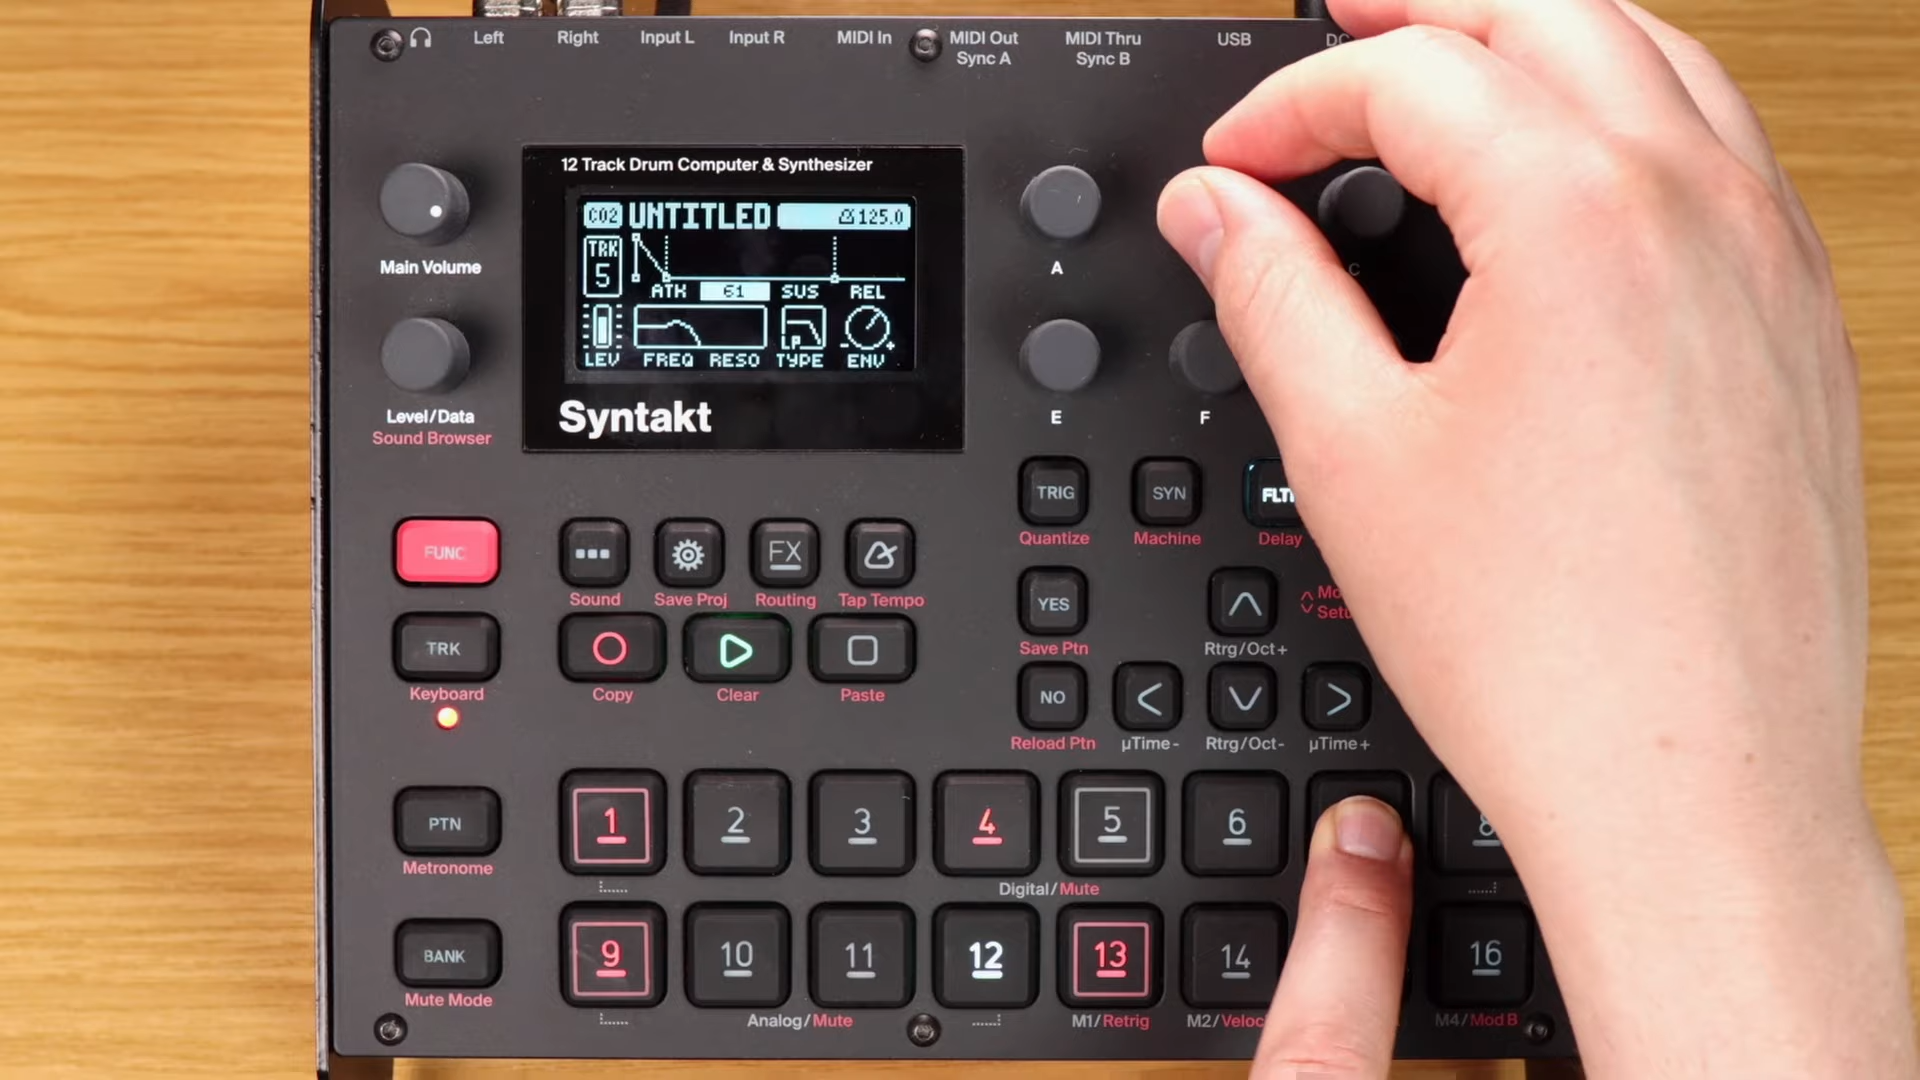 Left Right Input L Input R MIDI In MIDI Out MIDI Thru USB DC
Sync A Sync B
12 Track Drum Computer & Synthesizer
C02 UNTITLED 125.0
TRK
5
ATK 61 SUS REL
LEV FREQ RESO TYPE ENV
Syntakt
Main Volume
Level/Data
Sound Browser
A
C
E F
TRIG SYN FLT
Quantize Machine Delay
FUNC
FX
Sound Save Proj Routing Tap Tempo
YES
Save Ptn Rtrg/Oct+
TRK
Keyboard
Copy Clear Paste
NO
Reload Ptn µTime- Rtrg/Oct- µTime+
PTN
Metronome
1 2 3 4 5 6 8
Digital/Mute
BANK
Mute Mode
9 10 11 12 13 14 16
Analog/Mute M1/Retrig M2/Veloc M4/Mod B